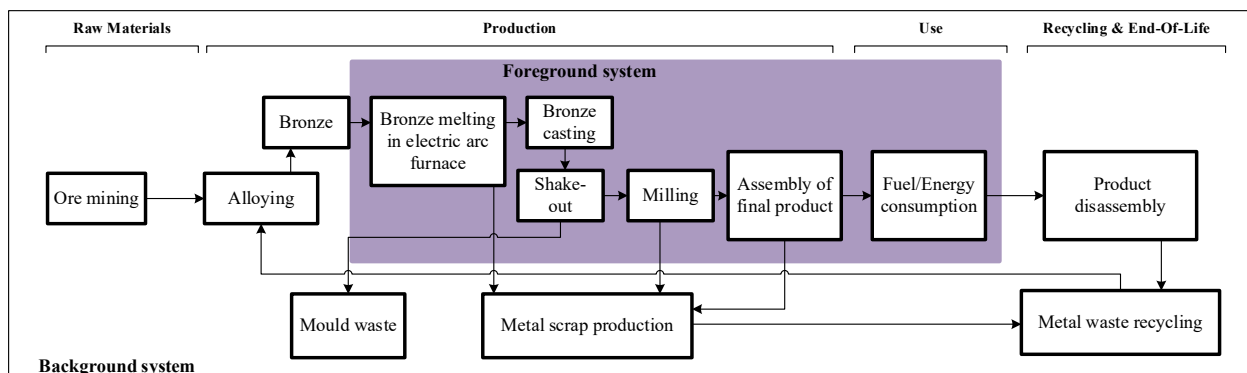 Raw Materials
Production
Use
Recycling & End-Of-Life
Foreground system
Bronze
Bronze melting
in electric arc
furnace
Bronze
casting
Ore mining
Alloying
Shake-
out
Milling
Assembly of
final product
Fuel/Energy
consumption
Product
disassembly
Mould waste
Metal scrap production
Metal waste recycling
Background system